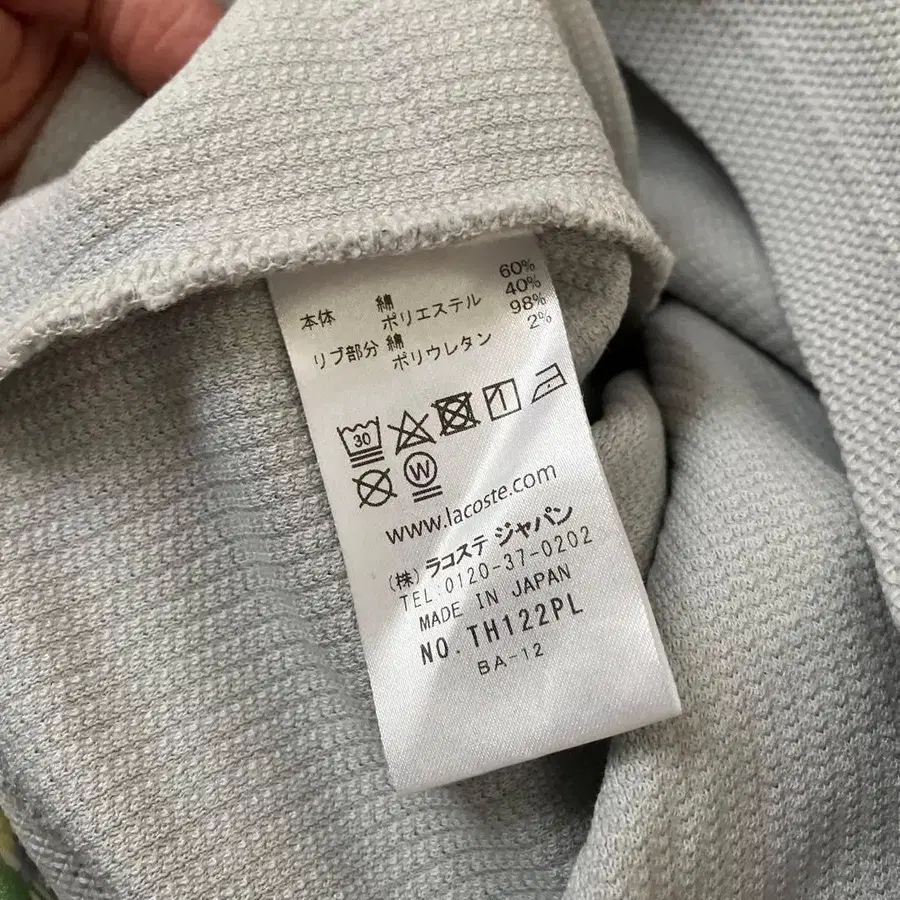 本体 綿 60%
ポリエステル 40%
リブ部分 綿 98%
ポリウレタン 2%
30
W
www.lacoste.com
(株) ラコステ ジャパン
TEL:0120-37-0202
MADE IN JAPAN
NO. TH122PL
BA-12